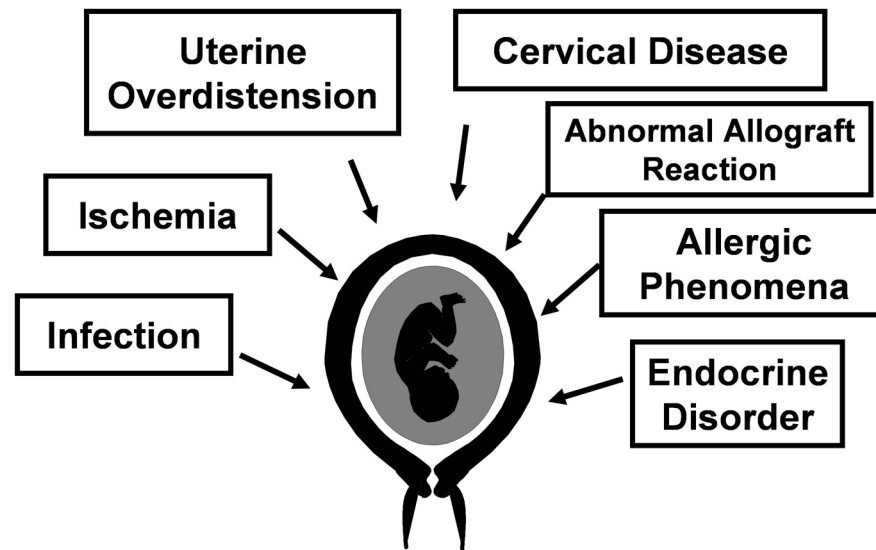 Uterine
Overdistension
Cervical Disease
Abnormal Allograft
Reaction
Ischemia
Allergic
Phenomena
Infection
Endocrine
Disorder